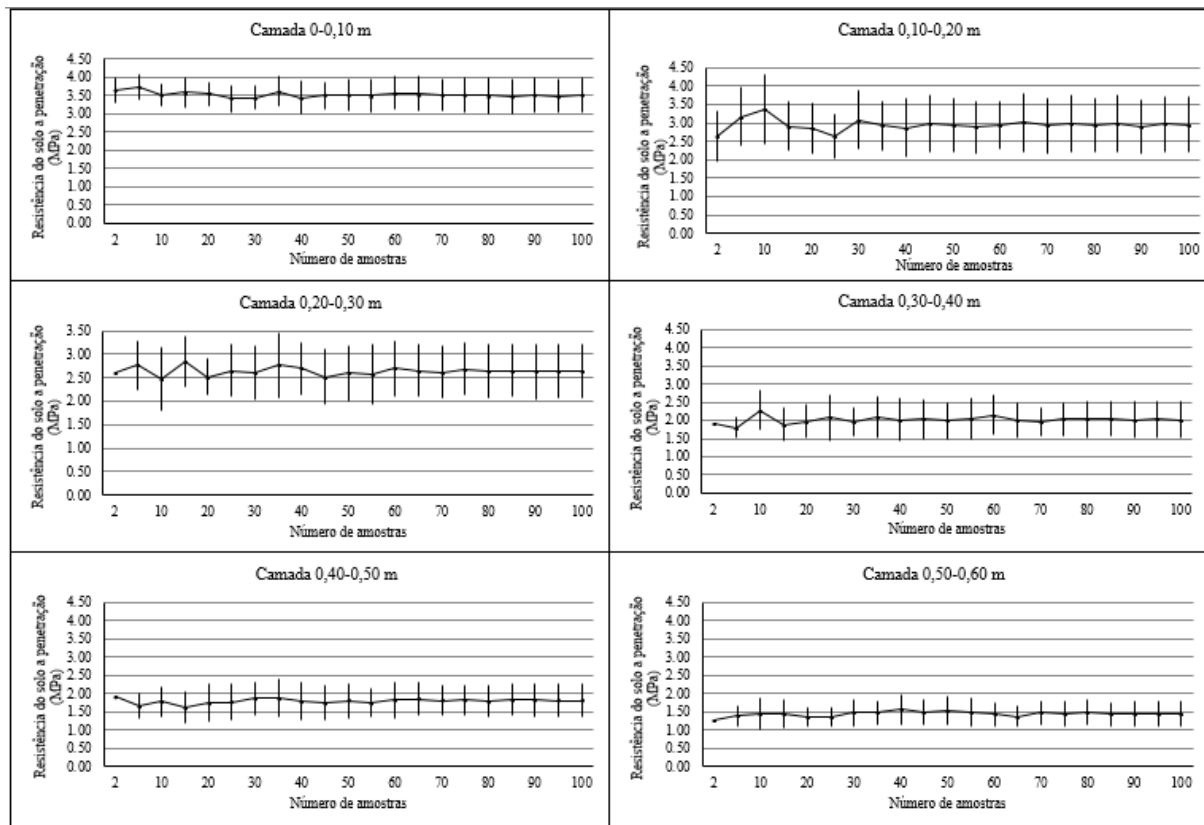 Camada 0-0,10 m
Resistência do solo a penetração
(MPa)
4.50
4.00
3.50
3.00
2.50
2.00
1.50
1.00
0.50
0.00
2 10 20 30 40 50 60 70 80 90 100
Número de amostras
Camada 0,10-0,20 m
Resistência do solo a penetração
(MPa)
4.50
4.00
3.50
3.00
2.50
2.00
1.50
1.00
0.50
0.00
2 10 20 30 40 50 60 70 80 90 100
Número de amostras
Camada 0,20-0,30 m
Resistência do solo a penetração
(MPa)
3.50
3.00
2.50
2.00
1.50
1.00
0.50
0.00
2 10 20 30 40 50 60 70 80 90 100
Número de amostras
Camada 0,30-0,40 m
Resistência do solo a penetração
(MPa)
4.50
4.00
3.50
3.00
2.50
2.00
1.50
1.00
0.50
0.00
2 10 20 30 40 50 60 70 80 90 100
Número de amostras
Camada 0,40-0,50 m
Resistência do solo a penetração
(MPa)
4.50
4.00
3.50
3.00
2.50
2.00
1.50
1.00
0.50
0.00
2 10 20 30 40 50 60 70 80 90 100
Número de amostras
Camada 0,50-0,60 m
Resistência do solo a penetração
(MPa)
4.50
4.00
3.50
3.00
2.50
2.00
1.50
1.00
0.50
0.00
2 10 20 30 40 50 60 70 80 90 100
Número de amostras